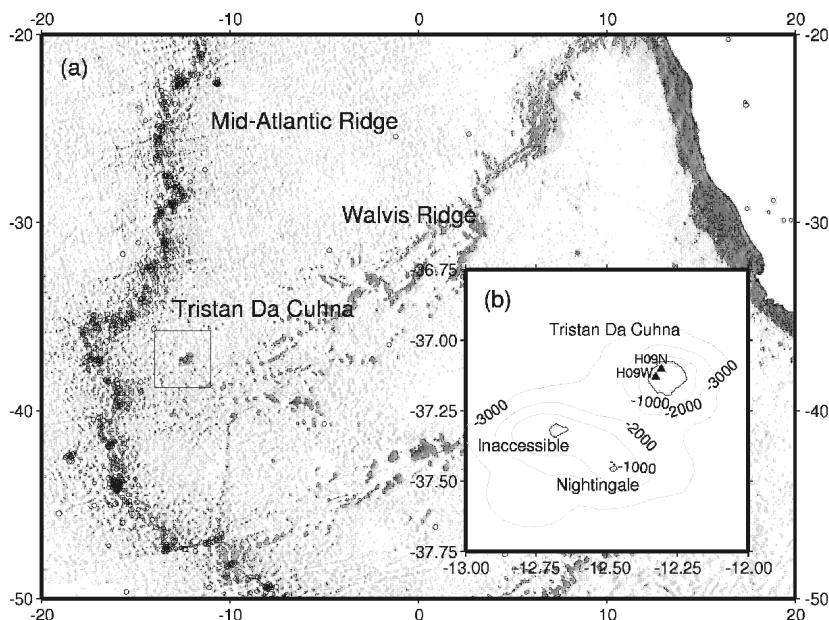 -20 -10 0 10 20
-20 -20
(a)
Mid-Atlantic Ridge
-30 -30
Walvis Ridge
-36.75
(b)
Tristan Da Cuhna
Tristan Da Cuhna
-37.00
H09N
H09W
-3000
-1000
-2000
-40 -40
-37.25
-3000
-2000
Inaccessible
-1000
-37.50
Nightingale
-37.75
-13.00 -12.75 -12.50 -12.25 -12.00
-50 -50
-20 -10 0 10 20